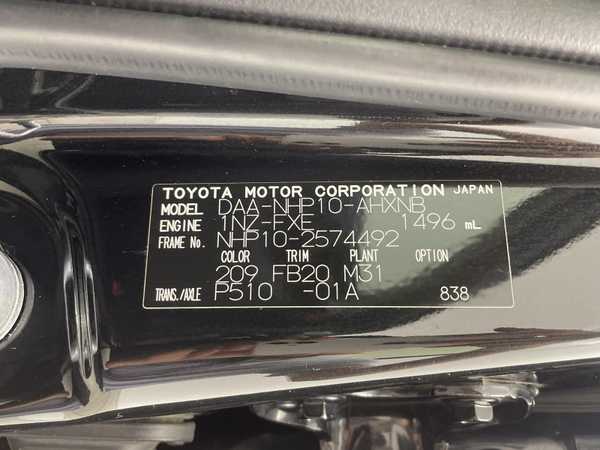 TOYOTA MOTOR CORPORATION JAPAN
MODEL DAA-NHP10-AHXNB
ENGINE 1NZ-FXE 1496 mL
FRAME No. NHP10-2574492
COLOR TRIM PLANT OPTION
209 FB20 M31
TRANS./AXLE P510 -01A 838